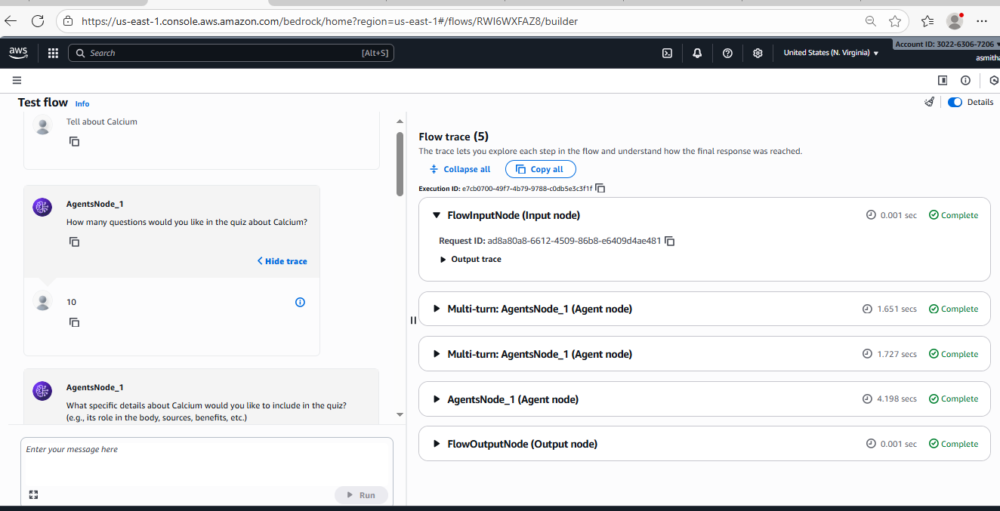 https://us-east-1.console.aws.amazon.com/bedrock/home?region=us-east-1#/flows/RWI6WXFAZ8/builder
aws
Search
[Alt+S]
United States (N. Virginia)
Account ID: 3022-6306-7206
asmitha
Test flow
Info
Details
Tell about Calcium
AgentsNode_1
How many questions would you like in the quiz about Calcium?
Hide trace
10
AgentsNode_1
What specific details about Calcium would you like to include in the quiz?
(e.g., its role in the body, sources, benefits, etc.)
Enter your message here
Run
Flow trace (5)
The trace lets you explore each step in the flow and understand how the final response was reached.
Collapse all
Copy all
Execution ID: e7cb0700-49f7-4b79-9788-c0db5e3c3f1f
FlowInputNode (Input node)
0.001 sec
Complete
Request ID: ad8a80a8-6612-4509-86b8-e6409d4ae481
Output trace
Multi-turn: AgentsNode_1 (Agent node)
1.651 secs
Complete
Multi-turn: AgentsNode_1 (Agent node)
1.727 secs
Complete
AgentsNode_1 (Agent node)
4.198 secs
Complete
FlowOutputNode (Output node)
0.001 sec
Complete